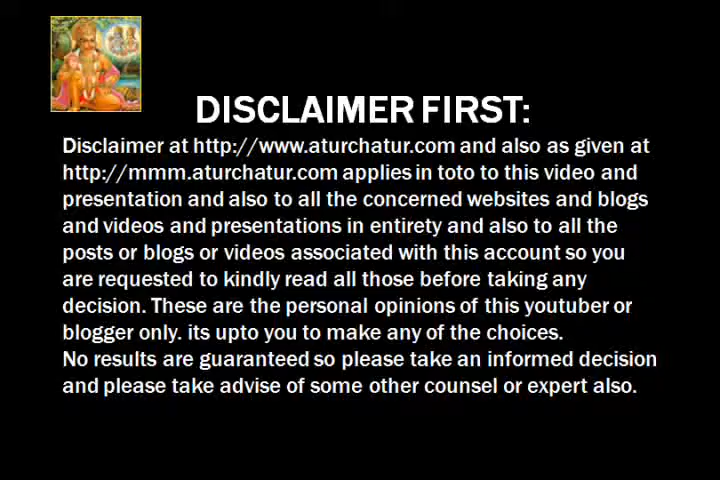 DISCLAIMER FIRST:
Disclaimer at http://www.aturchatur.com and also as given at
http://mmm.aturchatur.com applies in toto to this video and
presentation and also to all the concerned websites and blogs
and videos and presentations in entirety and also to all the
posts or blogs or videos associated with this account so you
are requested to kindly read all those before taking any
decision. These are the personal opinions of this youtuber or
blogger only. its upto you to make any of the choices.
No results are guaranteed so please take an informed decision
and please take advise of some other counsel or expert also.